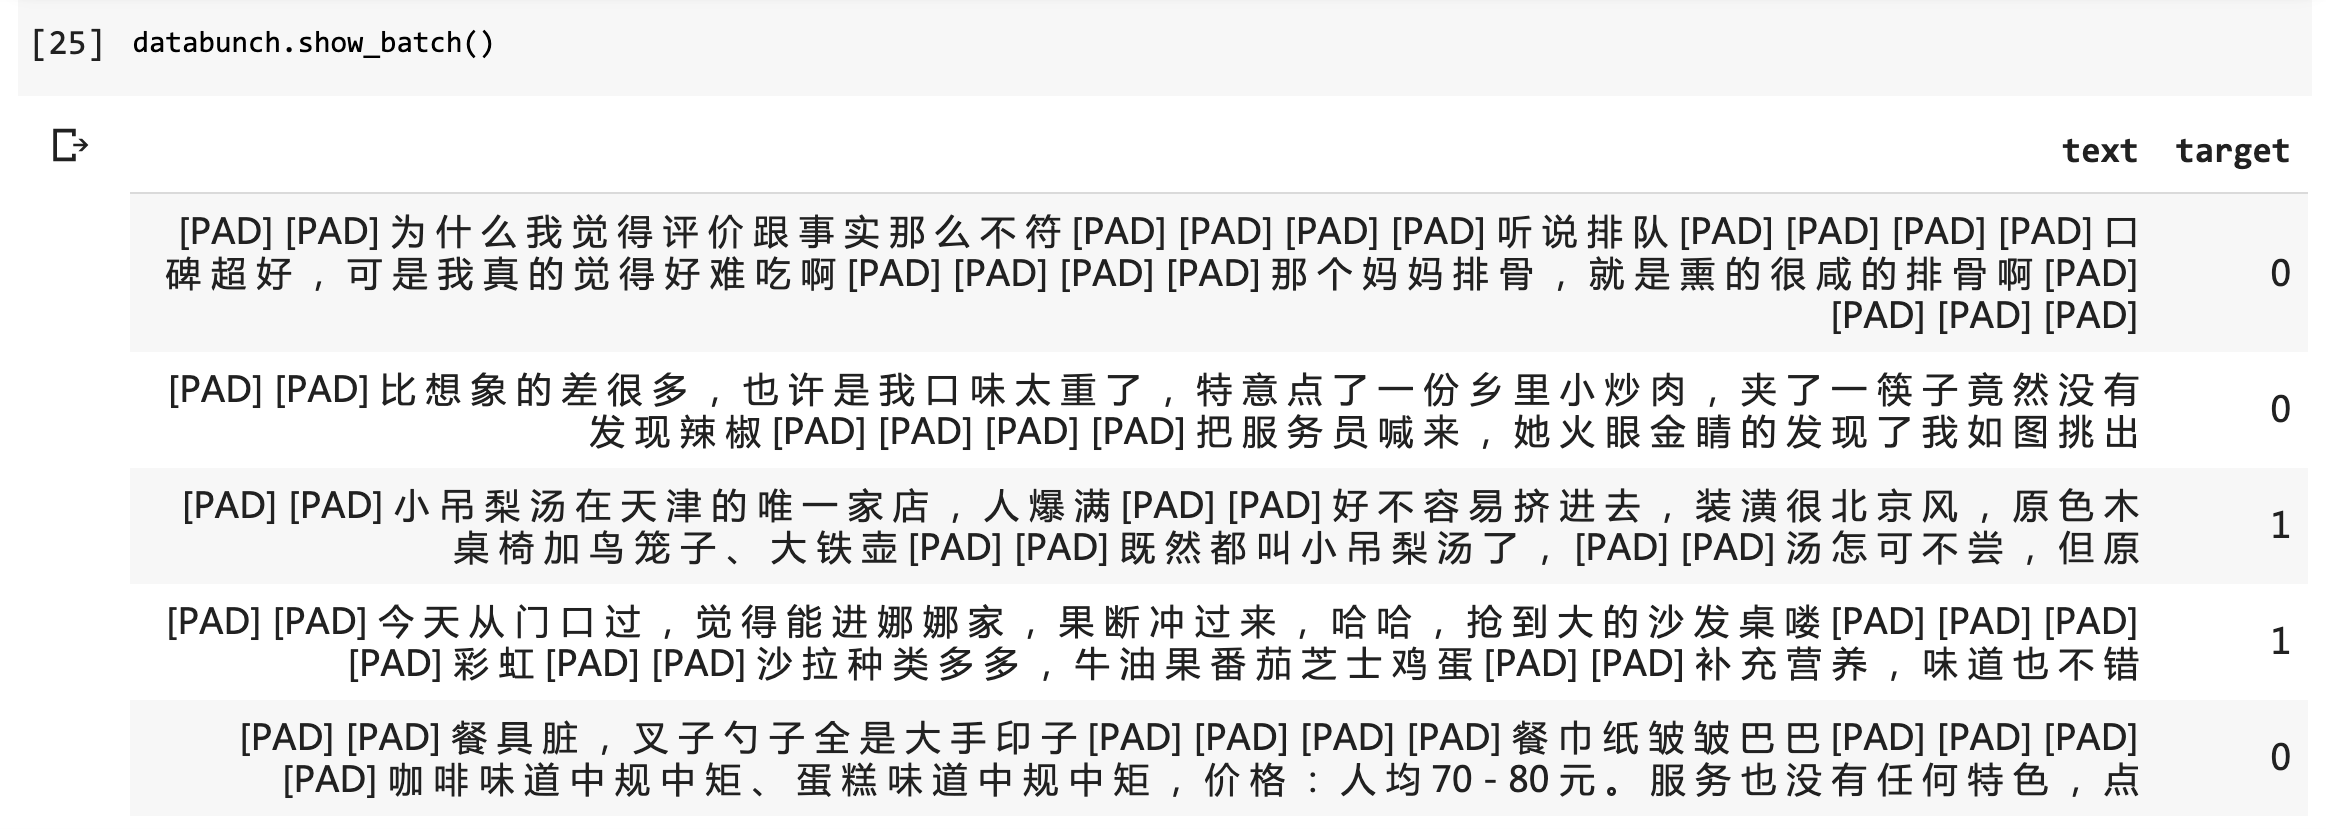 [25] databunch.show_batch()
text target
[PAD] [PAD] 为 什 么 我 觉 得 评 价 跟 事 实 那 么 不 符 [PAD] [PAD] [PAD] [PAD] 听 说 排 队 [PAD] [PAD] [PAD] [PAD] 口
碑 超 好 , 可 是 我 真 的 觉 得 好 难 吃 啊 [PAD] [PAD] [PAD] [PAD] 那 个 妈 妈 排 骨 , 就 是 熏 的 很 咸 的 排 骨 啊 [PAD] 0
[PAD] [PAD] [PAD]
[PAD] [PAD] 比 想 象 的 差 很 多 , 也 许 是 我 口 味 太 重 了 , 特 意 点 了 一 份 乡 里 小 炒 肉 , 夹 了 一 筷 子 竟 然 没 有
发 现 辣 椒 [PAD] [PAD] [PAD] [PAD] 把 服 务 员 喊 来 , 她 火 眼 金 睛 的 发 现 了 我 如 图 挑 出 0
[PAD] [PAD] 小 吊 梨 汤 在 天 津 的 唯 一 家 店 , 人 爆 满 [PAD] [PAD] 好 不 容 易 挤 进 去 , 装 潢 很 北 京 风 , 原 色 木
桌 椅 加 鸟 笼 子 、 大 铁 壶 [PAD] [PAD] 既 然 都 叫 小 吊 梨 汤 了 , [PAD] [PAD] 汤 怎 可 不 尝 , 但 原 1
[PAD] [PAD] 今 天 从 门 口 过 , 觉 得 能 进 娜 娜 家 , 果 断 冲 过 来 , 哈 哈 , 抢 到 大 的 沙 发 桌 喽 [PAD] [PAD] [PAD]
[PAD] 彩 虹 [PAD] [PAD] 沙 拉 种 类 多 多 , 牛 油 果 番 茄 芝 士 鸡 蛋 [PAD] [PAD] 补 充 营 养 , 味 道 也 不 错 1
[PAD] [PAD] 餐 具 脏 , 叉 子 勺 子 全 是 大 手 印 子 [PAD] [PAD] [PAD] [PAD] 餐 巾 纸 皱 皱 巴 巴 [PAD] [PAD] [PAD]
[PAD] 咖 啡 味 道 中 规 中 矩 、 蛋 糕 味 道 中 规 中 矩 , 价 格 : 人 均 70 - 80 元 。 服 务 也 没 有 任 何 特 色 , 点 0